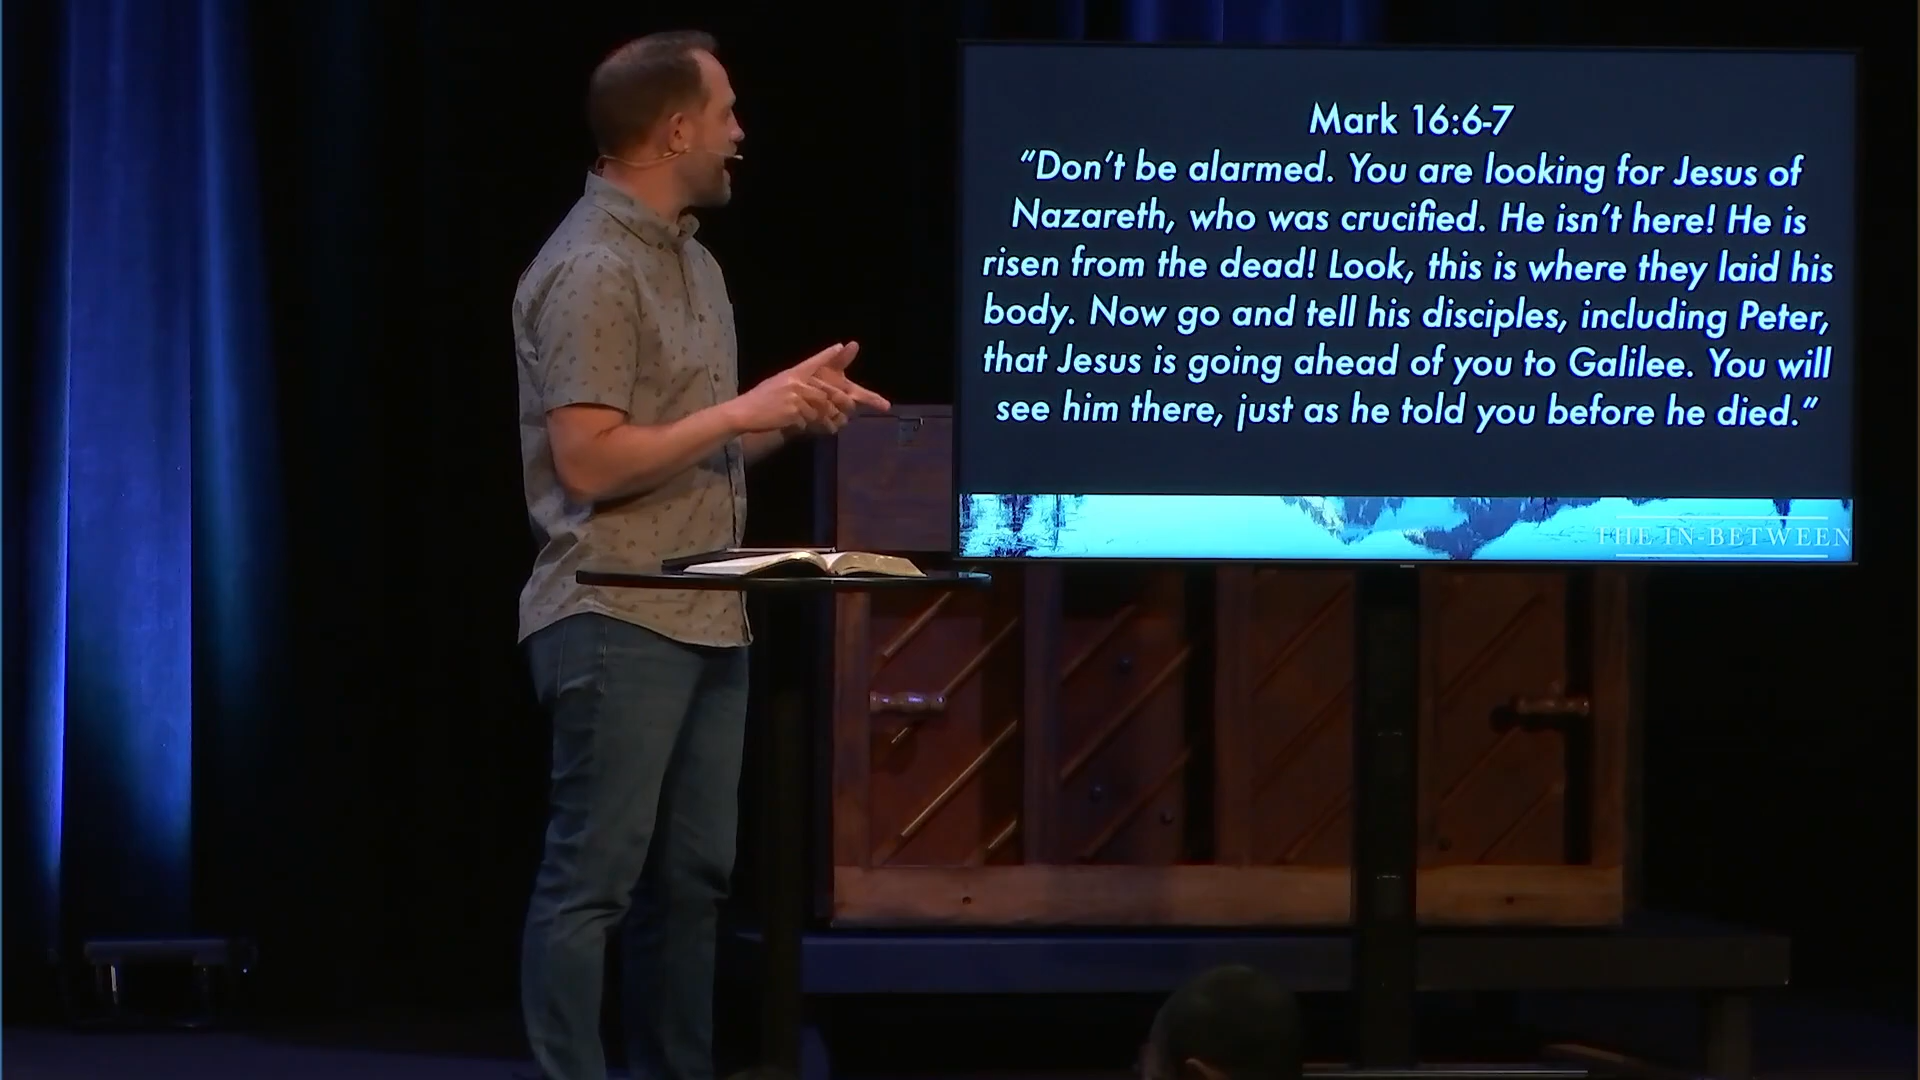 Mark 16:6-7
“Don’t be alarmed. You are looking for Jesus of
Nazareth, who was crucified. He isn’t here! He is
risen from the dead! Look, this is where they laid his
body. Now go and tell his disciples, including Peter,
that Jesus is going ahead of you to Galilee. You will
see him there, just as he told you before he died.”
THE IN-BETWEEN